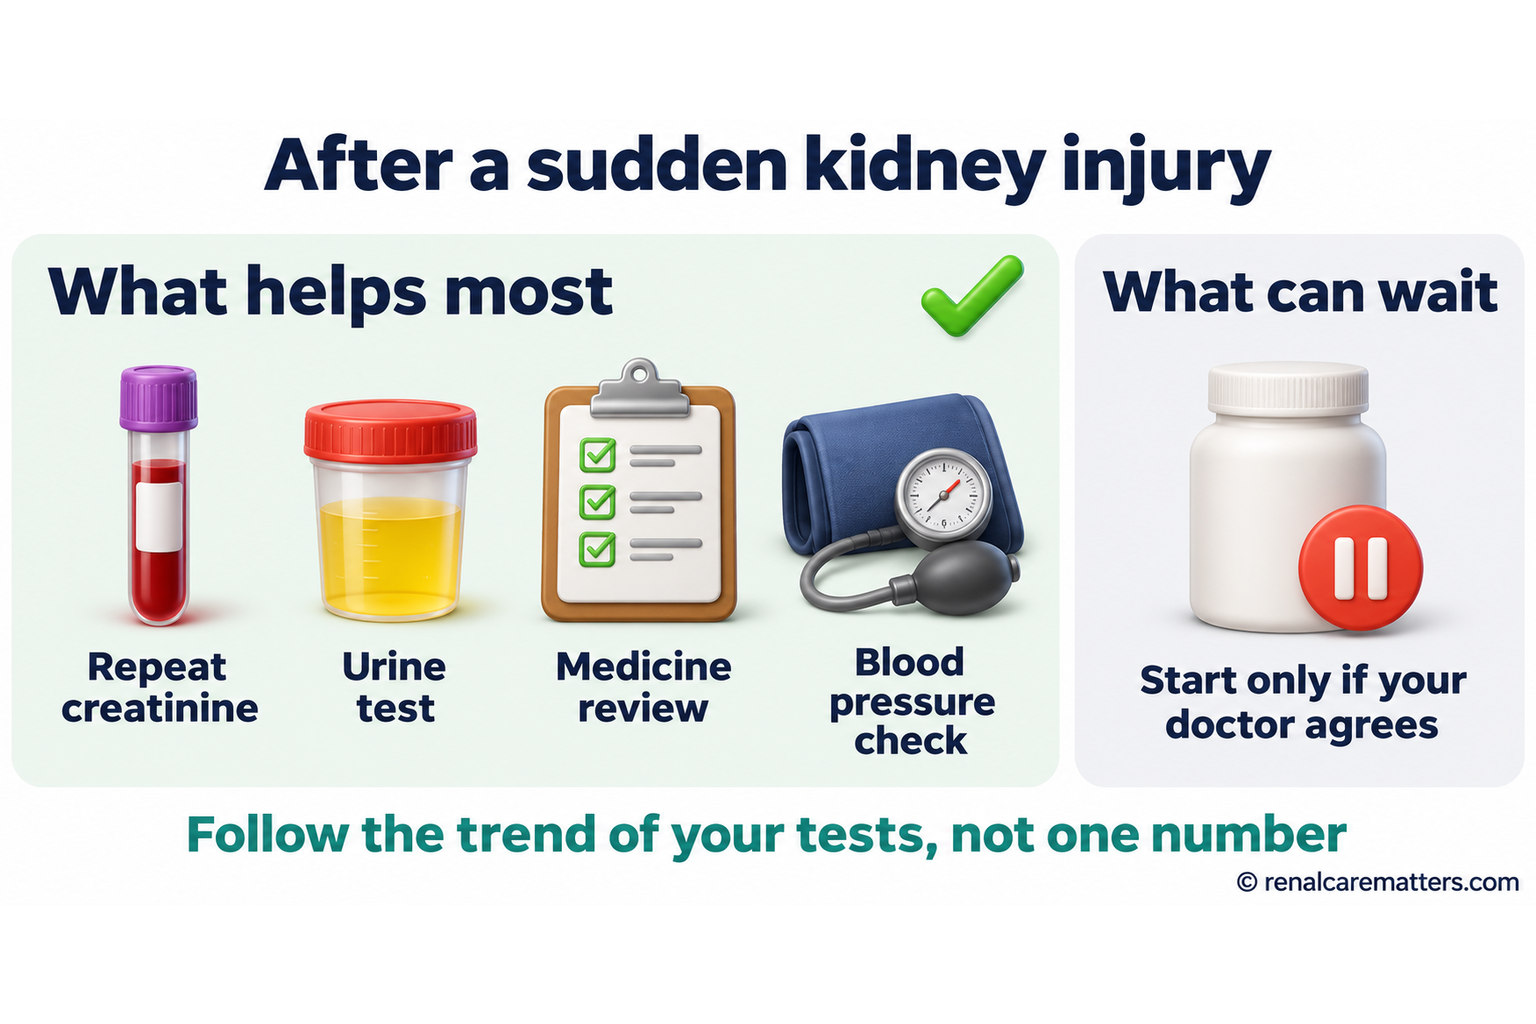 After a sudden kidney injury
What helps most
Repeat
creatinine
Urine
test
Medicine
review
Blood
pressure
check
What can wait
Start only if your
doctor agrees
Follow the trend of your tests, not one number
© renalcarematters.com